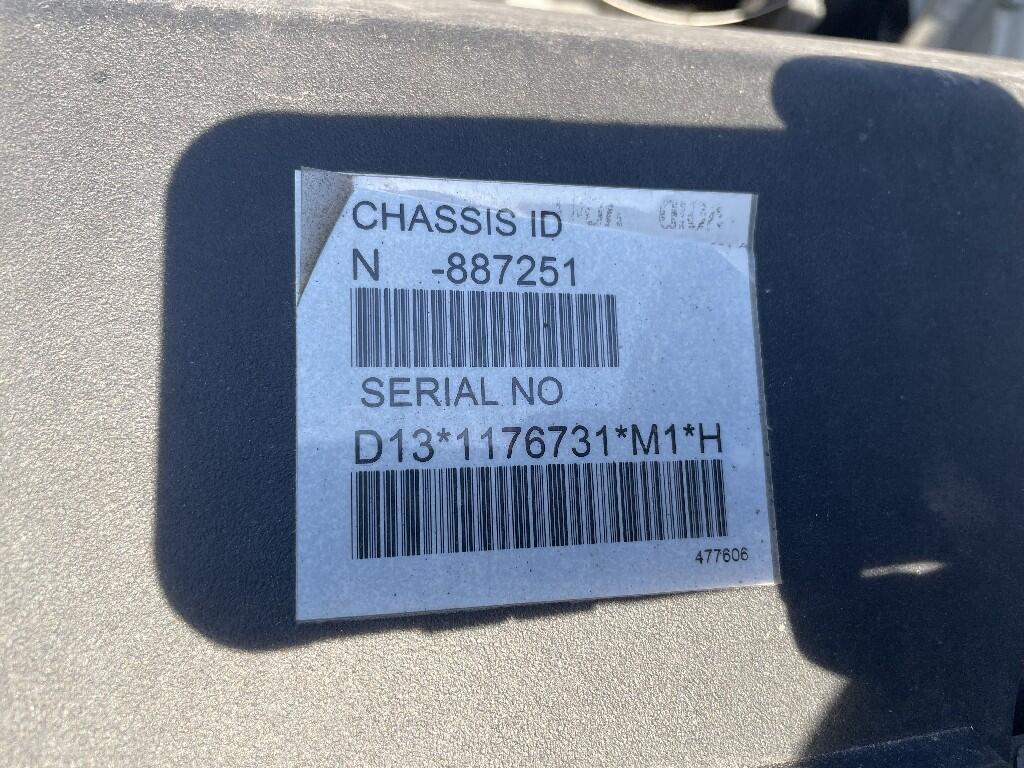 CHASSIS ID
N -887251
SERIAL NO
D13*1176731*M1*H
477606